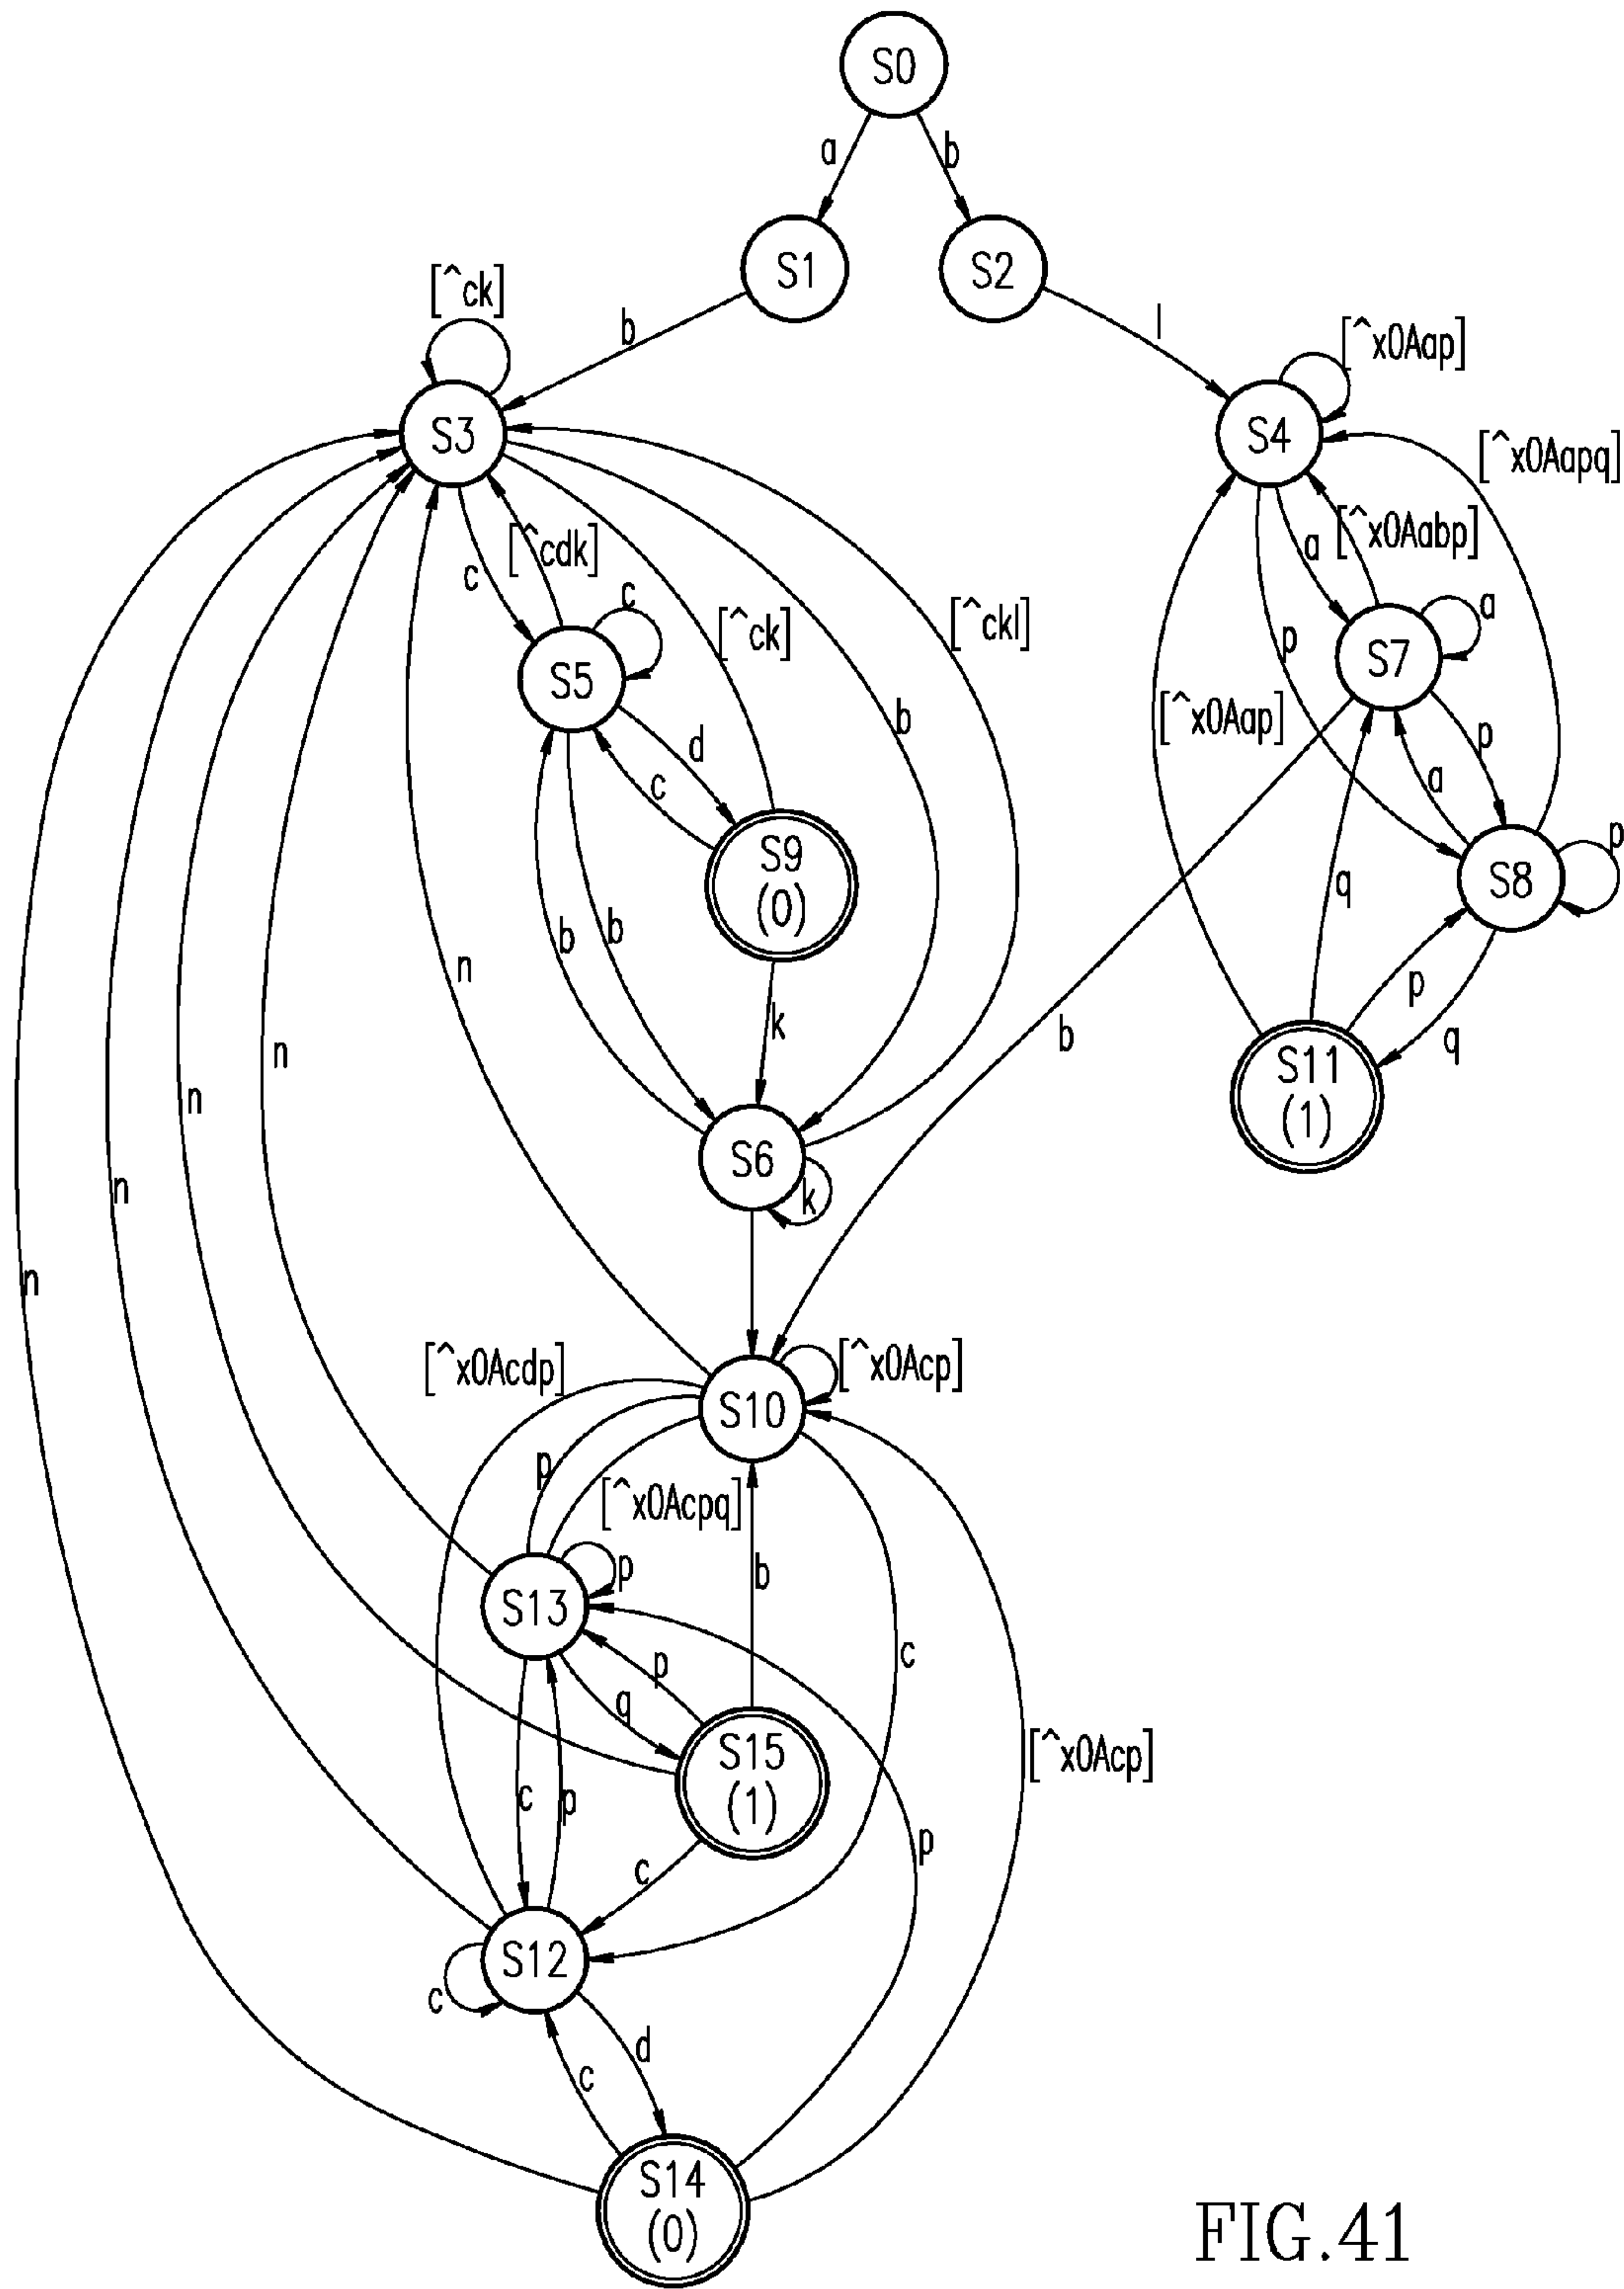 S0
a
b
S1
S2
[^ck]
b
l
[^x0Aap]
S3
S4
[^x0Aapq]
c
[^cdk]
a
[^x0Aabp]
c
[^ck]
[^ckl]
a
p
S7
S5
b
[^x0Aap]
d
p
c
a
p
S9
(0)
q
S8
b
b
n
p
k
b
q
n
S11
(1)
n
S6
n
k
n
[^x0Acdp]
[^x0Acp]
S10
p
[^x0Acpq]
p
b
S13
c
p
q
S15
(1)
[^x0Acp]
c
p
p
c
S12
c
d
c
S14
(0)
FIG.41